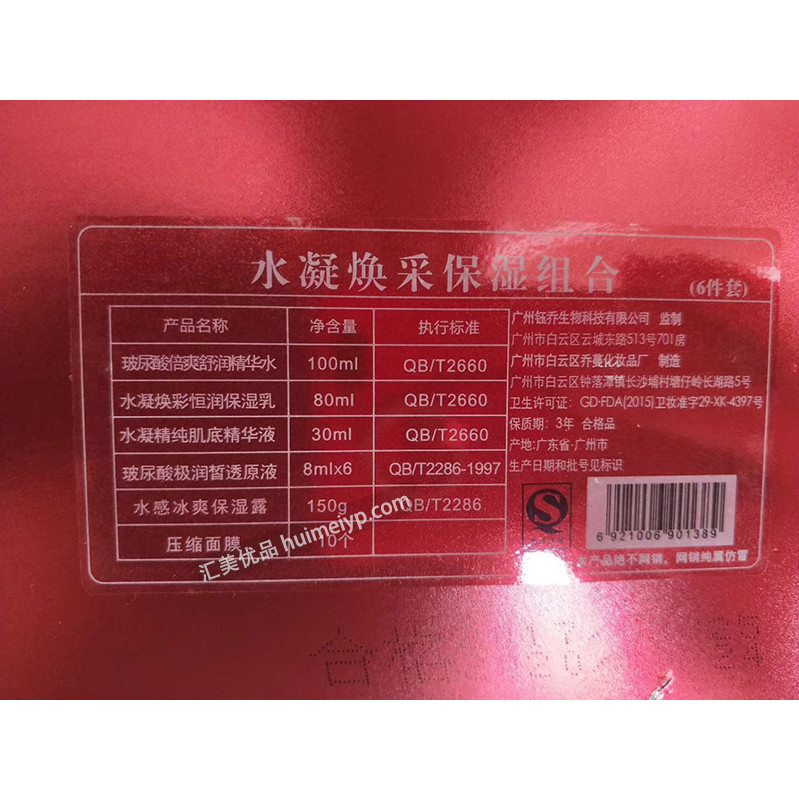 水凝焕采保湿组合
(6件套)
产品名称 净含量 执行标准
玻尿酸倍爽舒润精华水 100ml QB/T2660
水凝焕彩恒润保湿乳 80ml QB/T2660
水凝精纯肌底精华液 30ml QB/T2660
玻尿酸极润皙透原液 8mlx6 QB/T2286-1997
水感冰爽保湿露 150g QB/T2286
压缩面膜 10个
广州钰乔生物科技有限公司 监制
广州市白云区云城东路513号701房
广州市白云区乔蔓化妆品厂 制造
广州市白云区钟落潭镇长沙埔村塘仔岭长湖路5号
卫生许可证: GD·FDA(2015)卫妆准字29-XK-4397号
保质期: 3年 合格品
产地:广东省·广州市
生产日期和批号见标识
6 921006 901389
产品绝不网销,网销纯属仿冒
汇美优品 huimeiyp.com
合格